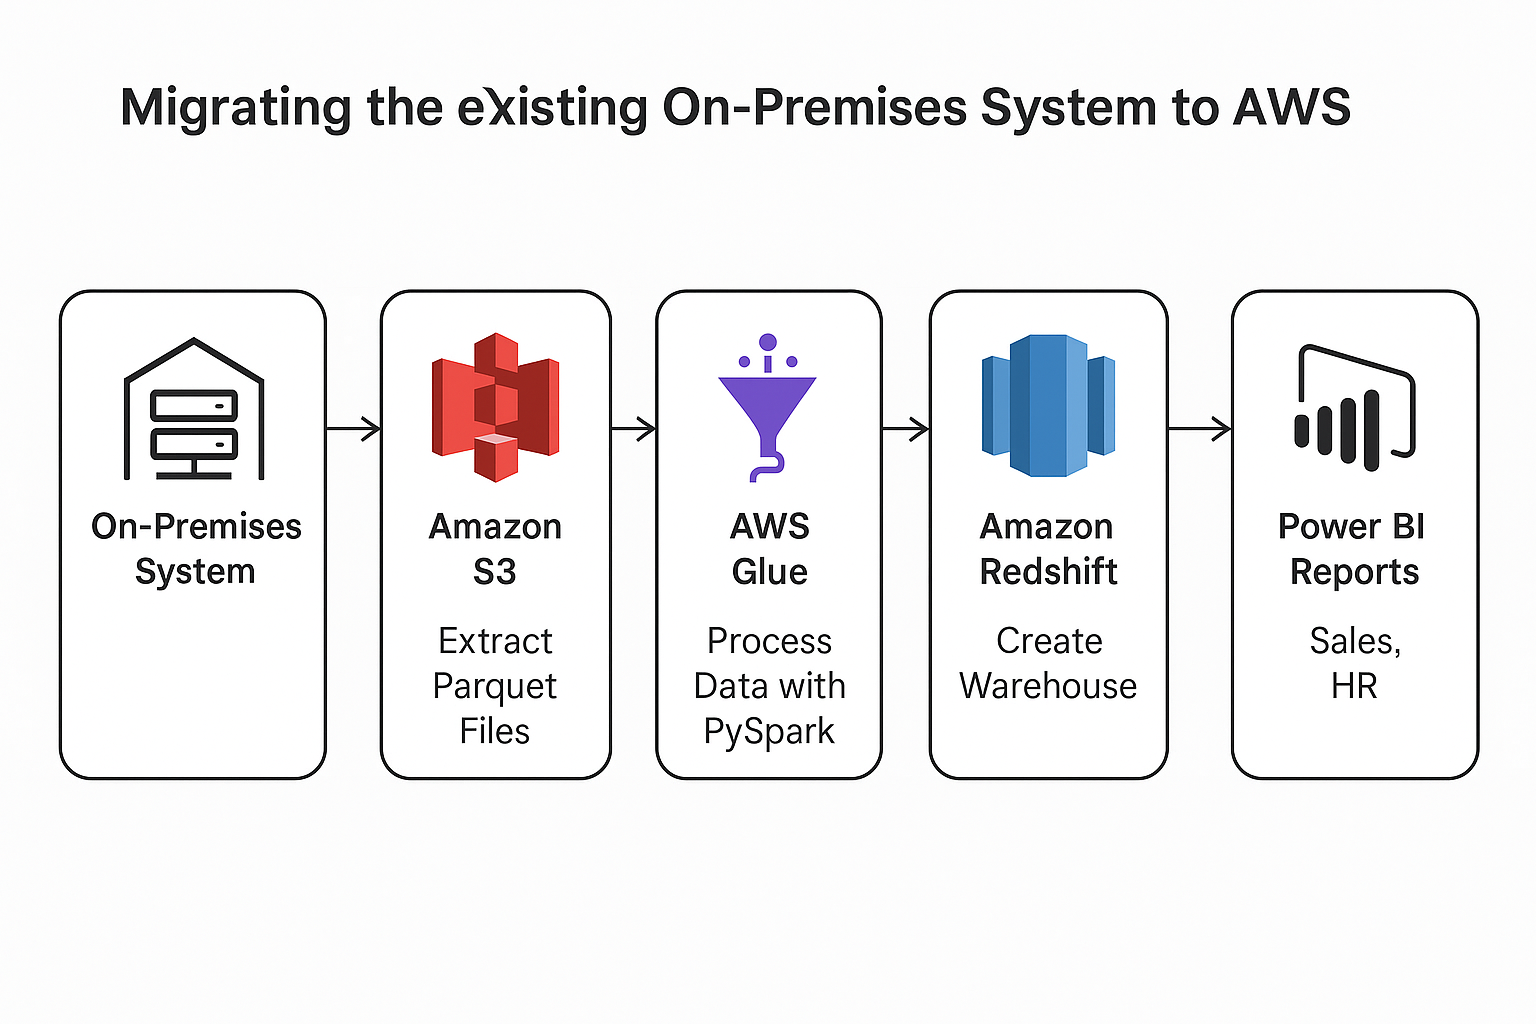 Migrating the eXisting On-Premises System to AWS
On-Premises
System
Amazon
S3
Extract
Parquet
Files
AWS
Glue
Process
Data with
PySpark
Amazon
Redshift
Create
Warehouse
Power BI
Reports
Sales,
HR